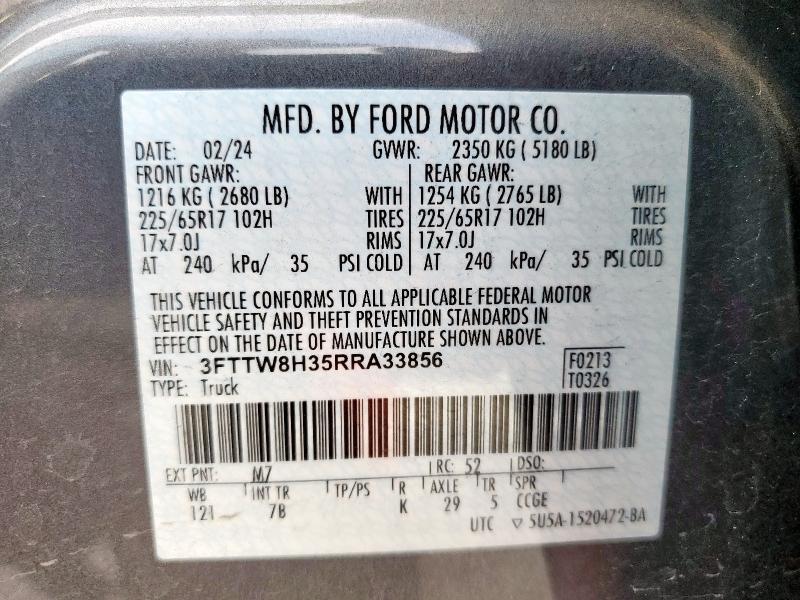 MFD. BY FORD MOTOR CO.
DATE: 02/24 GVWR: 2350 KG ( 5180 LB)
FRONT GAWR: REAR GAWR:
1216 KG ( 2680 LB) WITH 1254 KG ( 2765 LB) WITH
225/65R17 102H TIRES 225/65R17 102H TIRES
17x7.0J RIMS 17x7.0J RIMS
AT 240 kPa/ 35 PSI COLD AT 240 kPa/ 35 PSI COLD
THIS VEHICLE CONFORMS TO ALL APPLICABLE FEDERAL MOTOR
VEHICLE SAFETY AND THEFT PREVENTION STANDARDS IN
EFFECT ON THE DATE OF MANUFACTURE SHOWN ABOVE.
VIN: 3FTTW8H35RRA33856 F0213
TYPE: Truck T0326
EXT PNT: M7 RC: 52 DSO:
WB INT TR TP/PS R AXLE TR SPR
121 7B K 29 5 CCGE
UTC ▽ 5U5A-1520472-BA